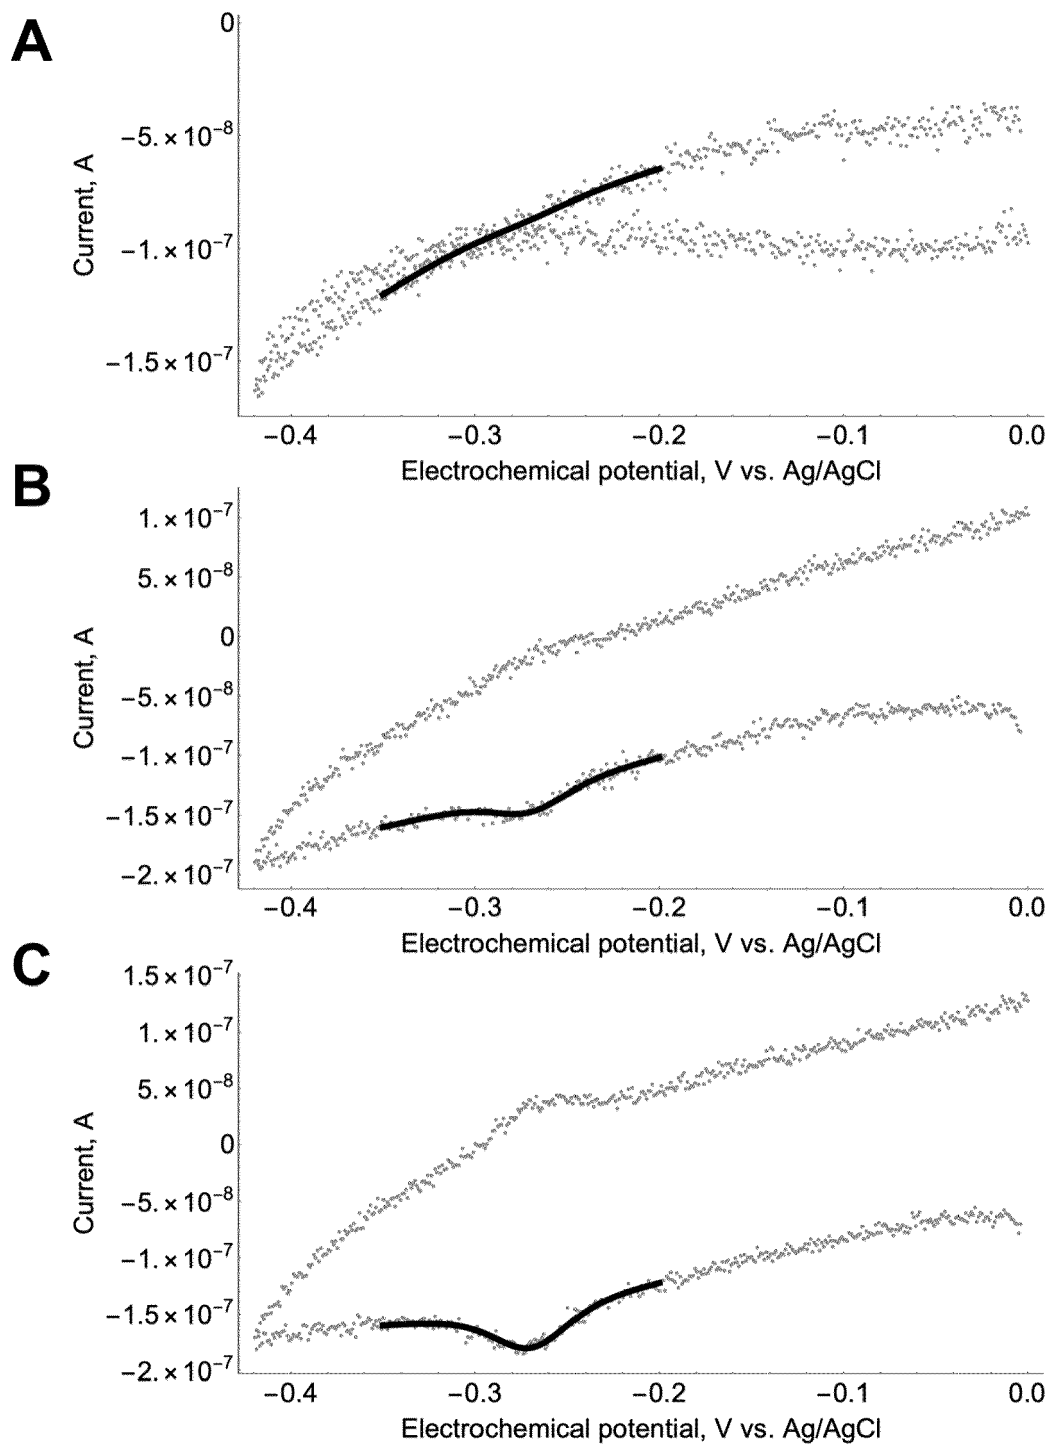 A
0
−5.×10⁻⁸
−1.×10⁻⁷
−1.5×10⁻⁷
Current, A
−0.4 −0.3 −0.2 −0.1 0.0
Electrochemical potential, V vs. Ag/AgCl
B
1.×10⁻⁷
5.×10⁻⁸
0
−5.×10⁻⁸
−1.×10⁻⁷
−1.5×10⁻⁷
−2.×10⁻⁷
Current, A
−0.4 −0.3 −0.2 −0.1 0.0
Electrochemical potential, V vs. Ag/AgCl
C
1.5×10⁻⁷
1.×10⁻⁷
5.×10⁻⁸
0
−5.×10⁻⁸
−1.×10⁻⁷
−1.5×10⁻⁷
−2.×10⁻⁷
Current, A
−0.4 −0.3 −0.2 −0.1 0.0
Electrochemical potential, V vs. Ag/AgCl